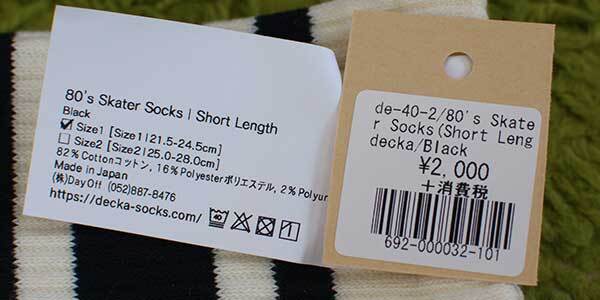 80's Skater Socks | Short Length
Black
Size1 [Size1|21.5-24.5cm]
Size2 [Size2|25.0-28.0cm]
82%Cottonコットン, 16%Polyesterポリエステル, 2%Polyur
Made in Japan
(株)Day Off (052)887-8476
https://decka-socks.com/
40
de-40-2/80's Skate
r Socks(Short Leng
decka/Black
¥2,000
+消費税
692-000032-101